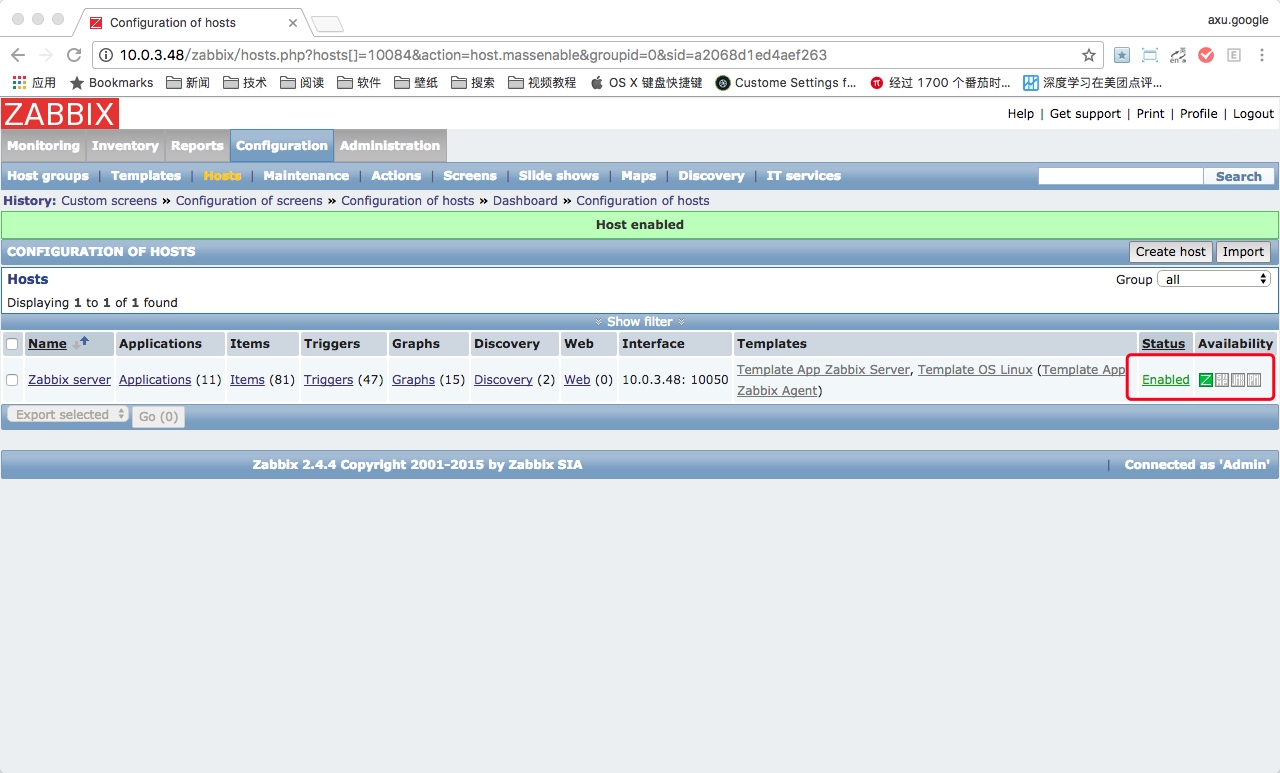 Configuration of hosts
axu.google
10.0.3.48/zabbix/hosts.php?hosts[]=10084&action=host.massenable&groupid=0&sid=a2068d1ed4aef263
应用 Bookmarks 新闻 技术 阅读 软件 壁纸 搜索 视频教程 OS X 键盘快捷键 Custome Settings f... 经过 1700 个番茄时... 深度学习在美团点评...
ZABBIX
Help | Get support | Print | Profile | Logout
Monitoring Inventory Reports Configuration Administration
Host groups | Templates | Hosts | Maintenance | Actions | Screens | Slide shows | Maps | Discovery | IT services Search
History: Custom screens » Configuration of screens » Configuration of hosts » Dashboard » Configuration of hosts
Host enabled
CONFIGURATION OF HOSTS Create host Import
Hosts Group all
Displaying 1 to 1 of 1 found
Show filter
Name Applications Items Triggers Graphs Discovery Web Interface Templates Status Availability
Zabbix server Applications (11) Items (81) Triggers (47) Graphs (15) Discovery (2) Web (0) 10.0.3.48: 10050 Template App Zabbix Server, Template OS Linux (Template App Enabled Z
Zabbix Agent)
Export selected Go (0)
Zabbix 2.4.4 Copyright 2001-2015 by Zabbix SIA | Connected as 'Admin'